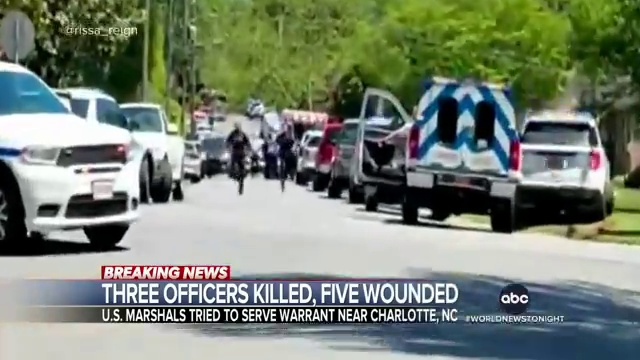 @rissa_reign
BREAKING NEWS
THREE OFFICERS KILLED, FIVE WOUNDED
abc
U.S. MARSHALS TRIED TO SERVE WARRANT NEAR CHARLOTTE, NC
#WORLDNEWSTONIGHT